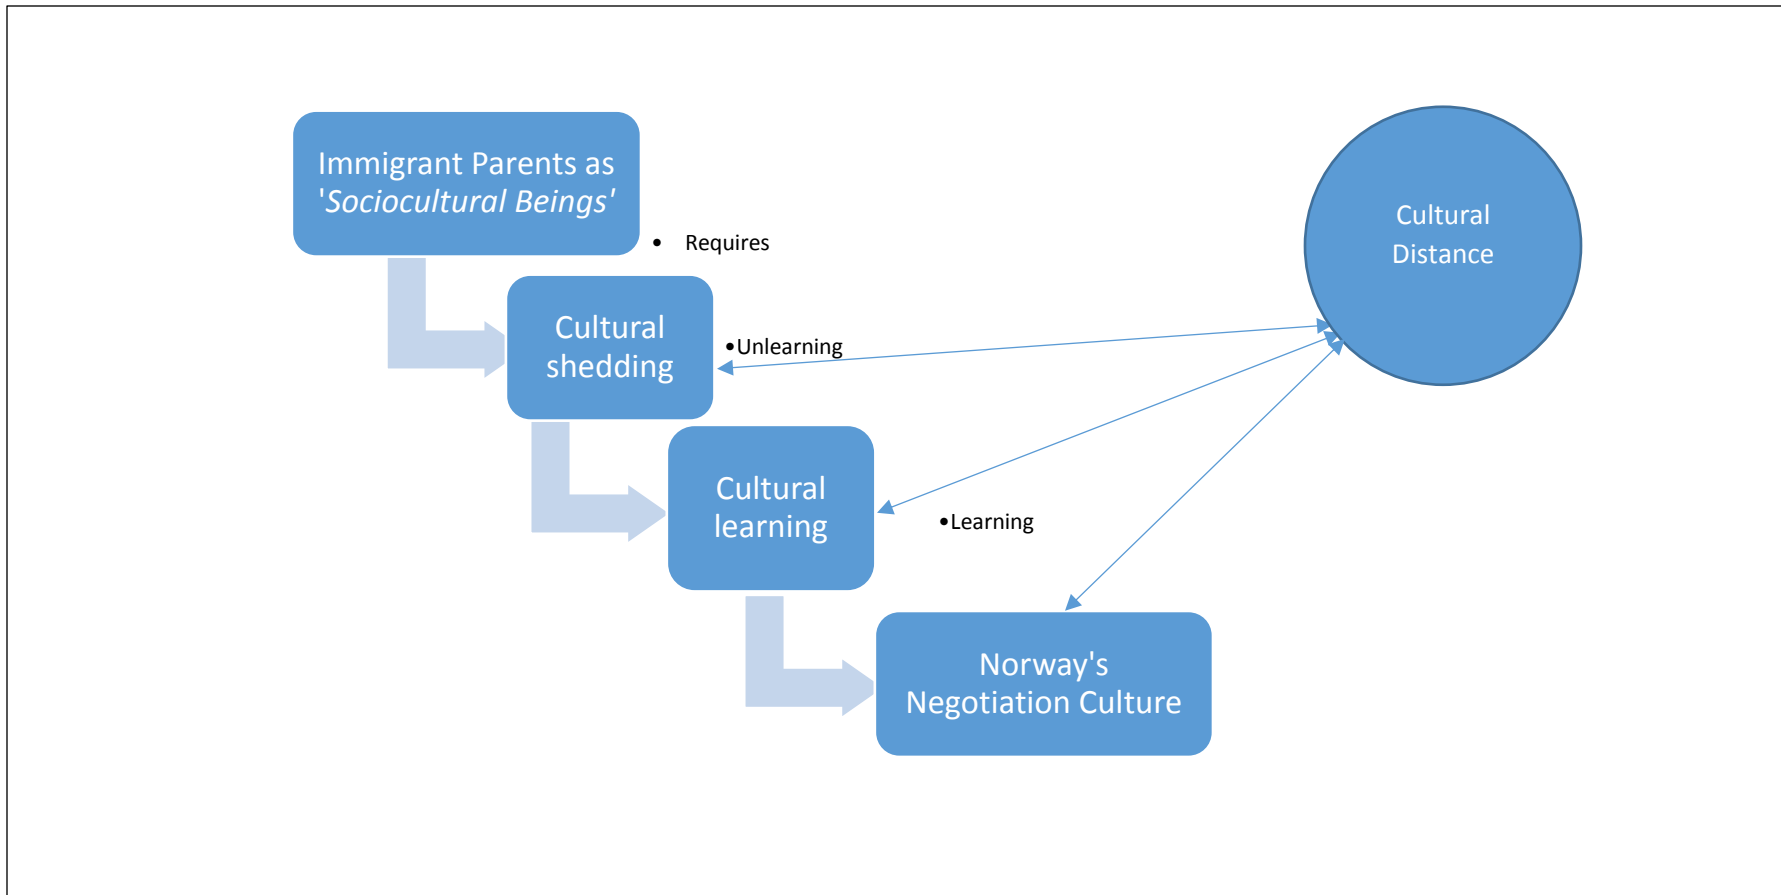 Immigrant Parents as
'Sociocultural Beings'
• Requires
Cultural
Distance
Cultural
shedding
•Unlearning
Cultural
learning
•Learning
Norway's
Negotiation Culture